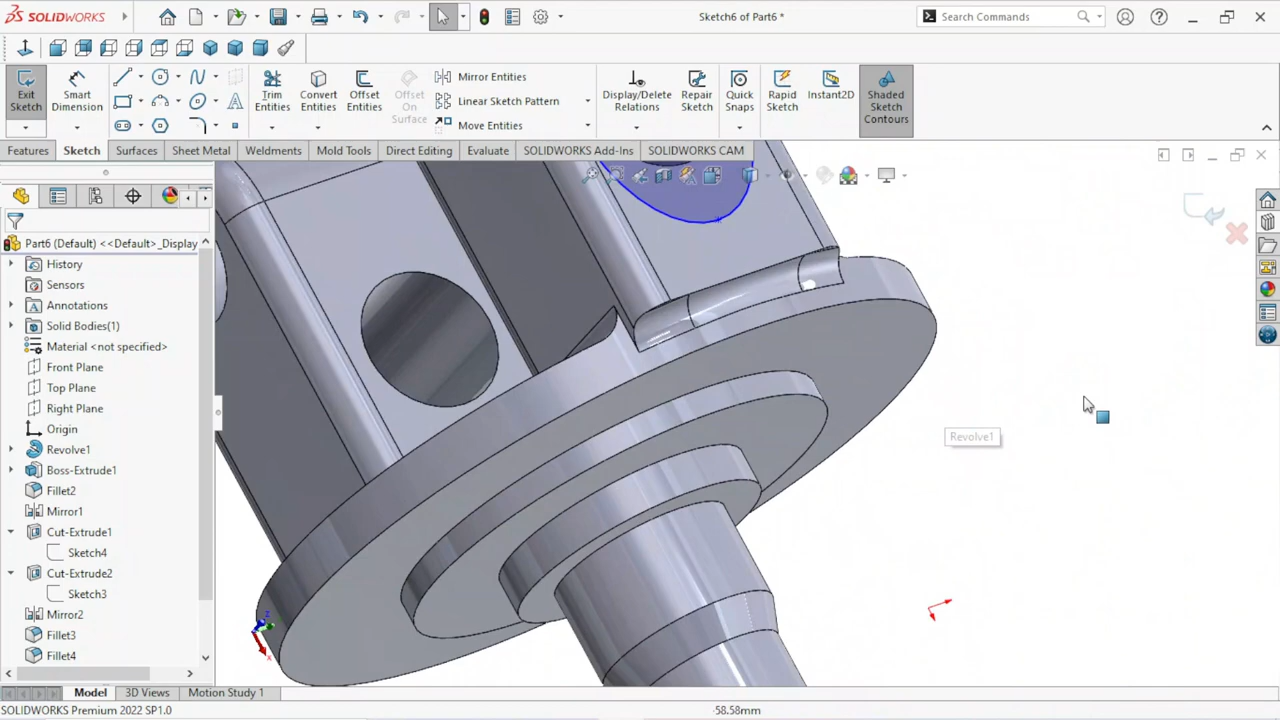 SOLIDWORKS
Sketch6 of Part6 *
Search Commands
Exit Sketch
Smart Dimension
Trim Entities
Convert Entities
Offset Entities
Offset On Surface
Mirror Entities
Linear Sketch Pattern
Move Entities
Display/Delete Relations
Repair Sketch
Quick Snaps
Rapid Sketch
Instant2D
Shaded Sketch Contours
Features Sketch Surfaces Sheet Metal Weldments Mold Tools Direct Editing Evaluate SOLIDWORKS Add-Ins SOLIDWORKS CAM
Part6 (Default) <<Default>_Display
History
Sensors
Annotations
Solid Bodies(1)
Material <not specified>
Front Plane
Top Plane
Right Plane
Origin
Revolve1
Boss-Extrude1
Fillet2
Mirror1
Cut-Extrude1
Sketch4
Cut-Extrude2
Sketch3
Mirror2
Fillet3
Fillet4
Revolve1
Z
X
Model 3D Views Motion Study 1
SOLIDWORKS Premium 2022 SP1.0
58.58mm